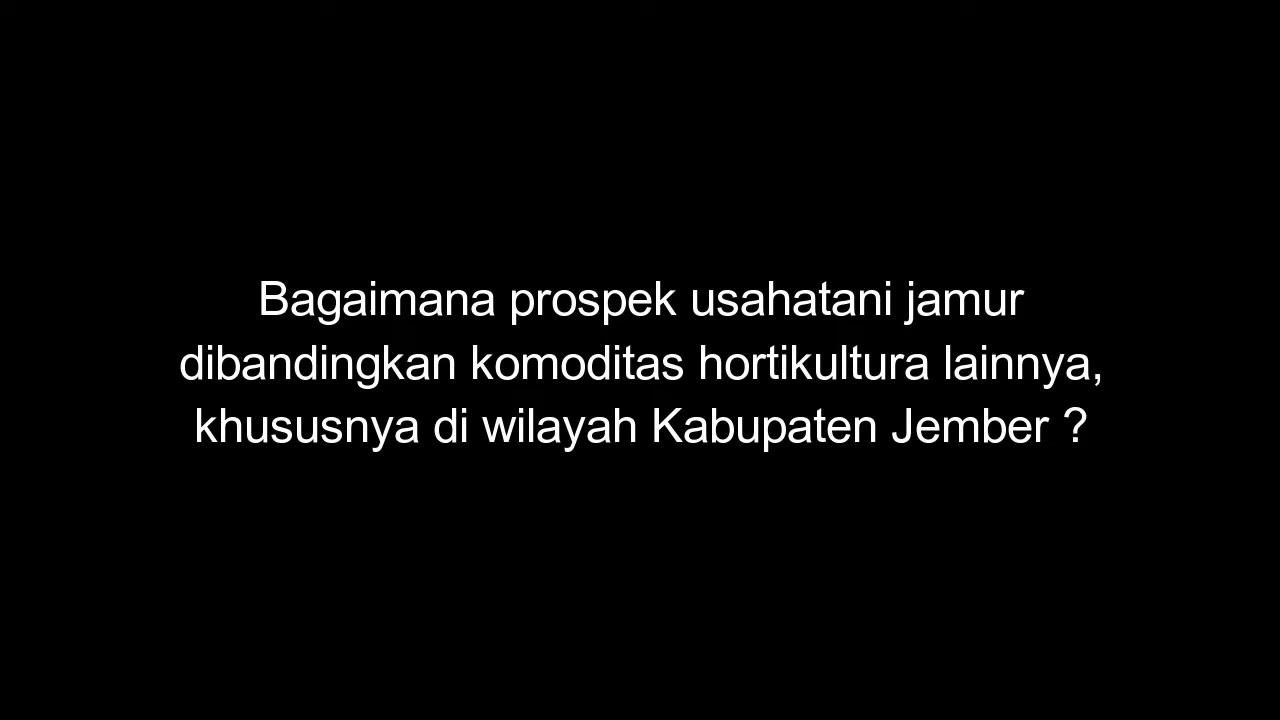 Bagaimana prospek usahatani jamur
dibandingkan komoditas hortikultura lainnya,
khususnya di wilayah Kabupaten Jember ?